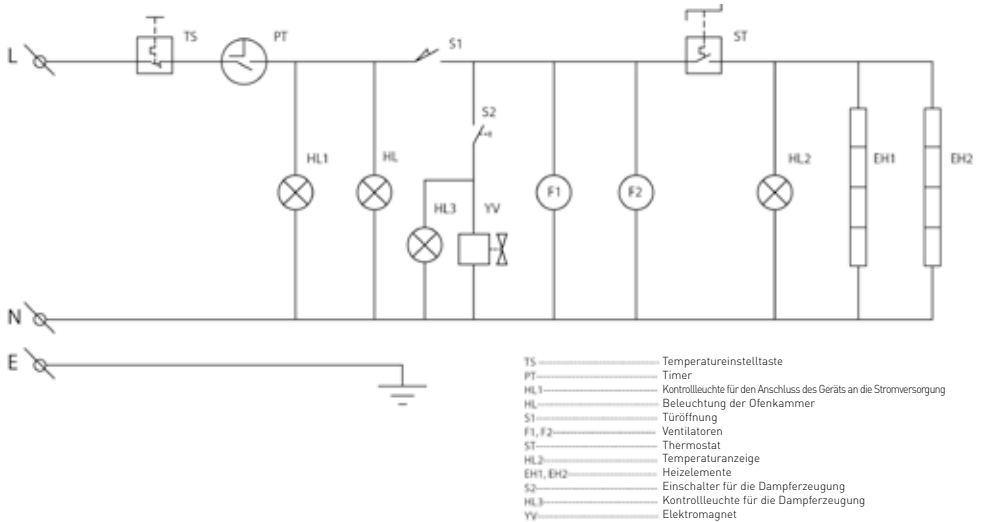 L
TS
PT
S1
ST
S2
HL1
HL
HL2
EH1
EH2
F1
F2
HL3
YV
N
E
TS Temperatureinstelltaste
PT Timer
HL1 Kontrollleuchte für den Anschluss des Geräts an die Stromversorgung
HL Beleuchtung der Ofenkammer
S1 Türöffnung
F1, F2 Ventilatoren
ST Thermostat
HL2 Temperaturanzeige
EH1, EH2 Heizelemente
S2 Einschalter für die Dampferzeugung
HL3 Kontrollleuchte für die Dampferzeugung
YV Elektromagnet